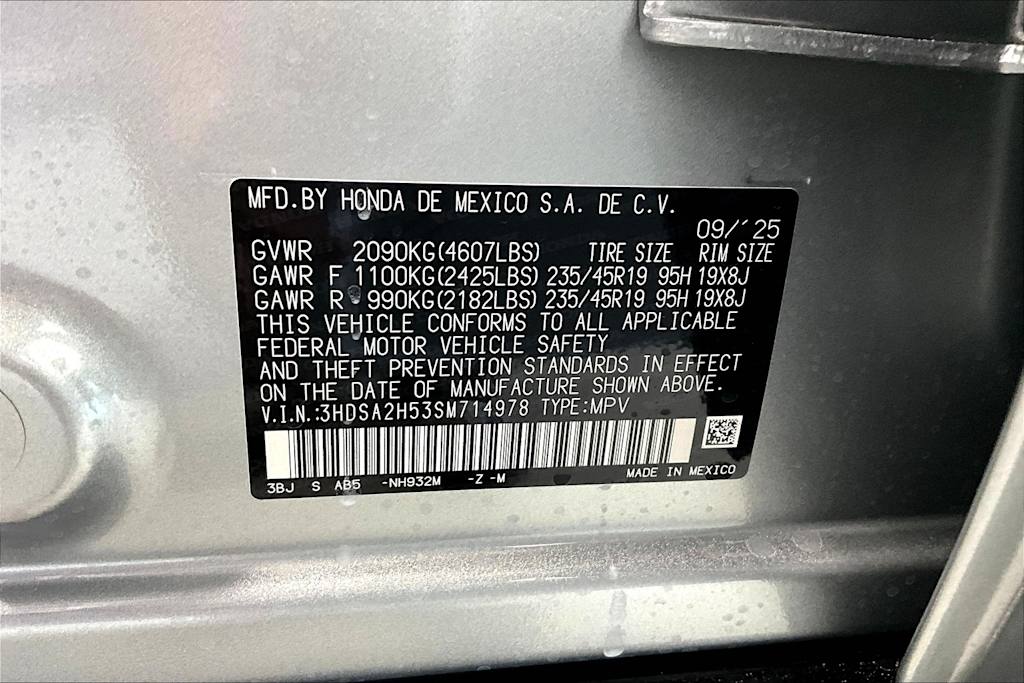 MFD.BY HONDA DE MEXICO S.A. DE C.V.
09/´25
GVWR 2090KG(4607LBS) TIRE SIZE RIM SIZE
GAWR F 1100KG(2425LBS) 235/45R19 95H 19X8J
GAWR R 990KG(2182LBS) 235/45R19 95H 19X8J
THIS VEHICLE CONFORMS TO ALL APPLICABLE
FEDERAL MOTOR VEHICLE SAFETY
AND THEFT PREVENTION STANDARDS IN EFFECT
ON THE DATE OF MANUFACTURE SHOWN ABOVE.
V.I.N.:3HDSA2H53SM714978 TYPE:MPV
MADE IN MEXICO
3BJ S AB5 -NH932M -Z -M